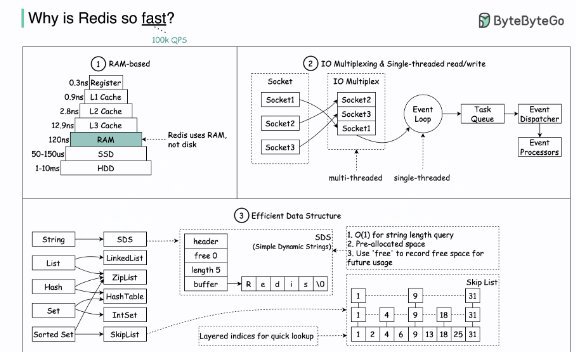 Why is Redis so fast?
100k QPS
ByteByteGo
1 RAM-based
0.3ns Register
0.9ns L1 Cache
2.8ns L2 Cache
12.9ns L3 Cache
120ns RAM
50-150us SSD
1-10ms HDD
Redis uses RAM,
not disk
2 IO Multiplexing & Single-threaded read/write
Socket
Socket1
Socket2
Socket3
IO Multiplex
Socket2
Socket3
Socket1
Event
Loop
Task
Queue
Event
Dispatcher
Event
Processors
multi-threaded
single-threaded
3 Efficient Data Structure
String
List
Hash
Set
Sorted Set
SDS
LinkedList
ZipList
HashTable
IntSet
SkipList
header
free 0
length 5
buffer
SDS
(Simple Dynamic Strings)
R e d i s \0
1. O(1) for string length query
2. Pre-allocated space
3. Use 'free' to record free space for
future usage
Skip List
1 9 31
1 4 9 18 31
1 2 4 6 9 13 18 25 31
Layered indices for quick lookup